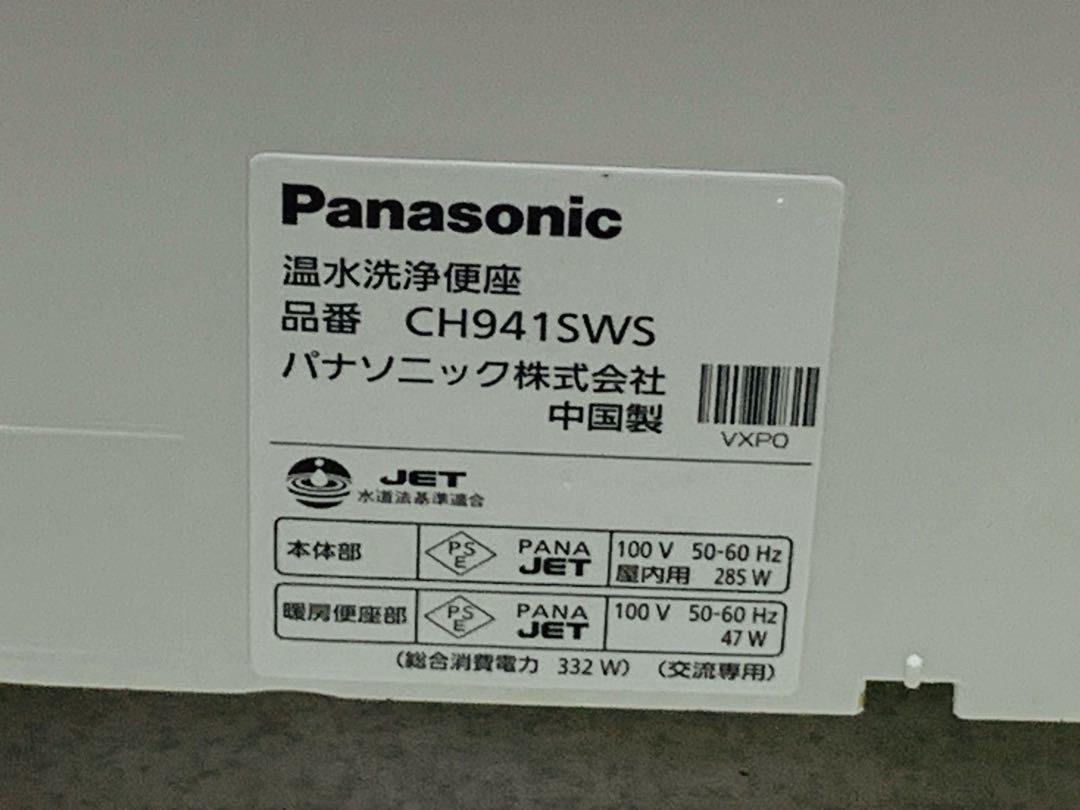 Panasonic
温水洗浄便座
品番 CH941SWS
パナソニック株式会社
中国製
VXPO
JET
水道法基準適合
本体部 PSE PANA JET 100 V 50-60 Hz
屋内用 285 W
暖房便座部 PSE PANA JET 100 V 50-60 Hz
47 W
(総合消費電力 332 W) (交流専用)